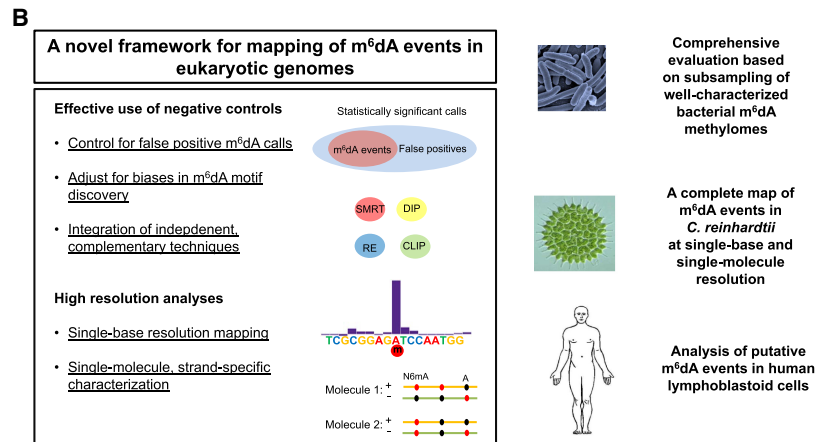 B
A novel framework for mapping of m⁶dA events in
eukaryotic genomes
Effective use of negative controls
• Control for false positive m⁶dA calls
• Adjust for biases in m⁶dA motif
discovery
• Integration of indepdenent,
complementary techniques
Statistically significant calls
m⁶dA events
False positives
SMRT
DIP
RE
CLIP
High resolution analyses
• Single-base resolution mapping
• Single-molecule, strand-specific
characterization
TCGCGGAGATCCAATGG
m
N6mA
A
Molecule 1: +
−
Molecule 2: +
−
Comprehensive
evaluation based
on subsampling of
well-characterized
bacterial m⁶dA
methylomes
A complete map of
m⁶dA events in
C. reinhardtii
at single-base and
single-molecule
resolution
Analysis of putative
m⁶dA events in human
lymphoblastoid cells